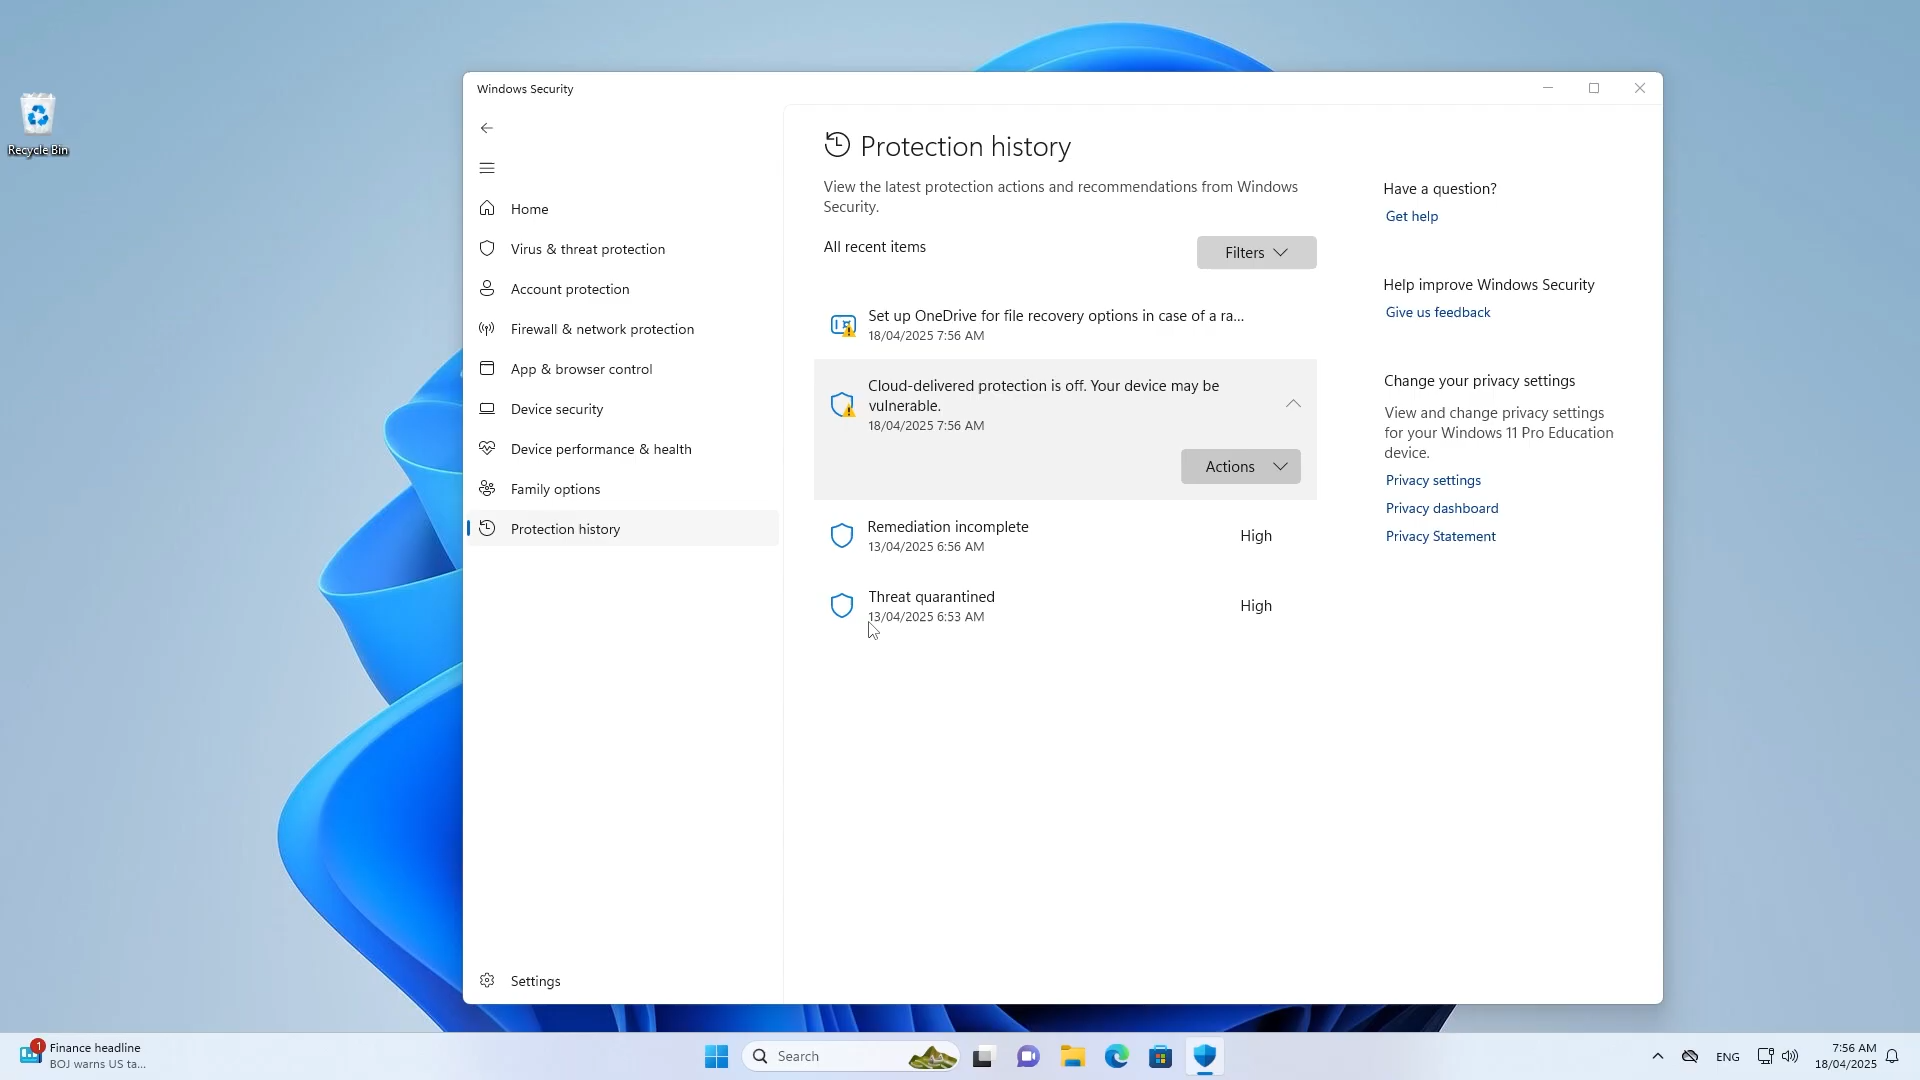 Recycle Bin
Windows Security
Home
Virus & threat protection
Account protection
Firewall & network protection
App & browser control
Device security
Device performance & health
Family options
Protection history
Settings
Protection history
View the latest protection actions and recommendations from Windows
Security.
All recent items
Filters
Set up OneDrive for file recovery options in case of a ra...
18/04/2025 7:56 AM
Cloud-delivered protection is off. Your device may be
vulnerable.
18/04/2025 7:56 AM
Actions
Remediation incomplete
13/04/2025 6:56 AM
High
Threat quarantined
13/04/2025 6:53 AM
High
Have a question?
Get help
Help improve Windows Security
Give us feedback
Change your privacy settings
View and change privacy settings
for your Windows 11 Pro Education
device.
Privacy settings
Privacy dashboard
Privacy Statement
1
Finance headline
BOJ warns US ta...
Search
ENG
7:56 AM
18/04/2025